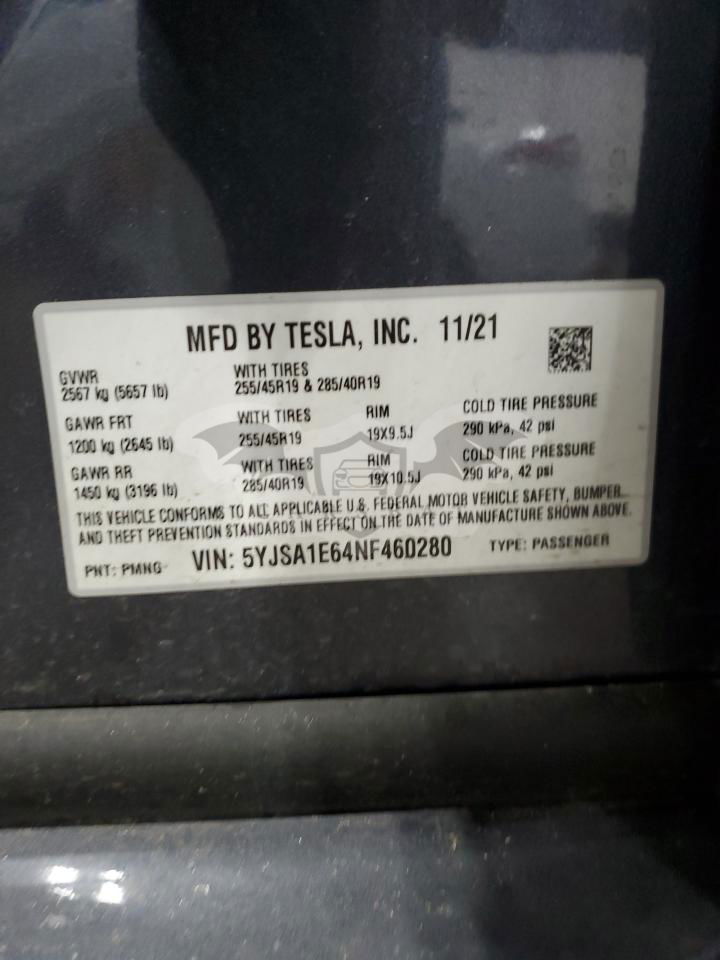 MFD BY TESLA, INC. 11/21
GVWR
2567 kg (5657 lb)
WITH TIRES
255/45R19 & 285/40R19
GAWR FRT
1200 kg (2645 lb)
WITH TIRES
255/45R19
RIM
19X9.5J
COLD TIRE PRESSURE
290 kPa, 42 psi
GAWR RR
1450 kg (3196 lb)
WITH TIRES
285/40R19
RIM
19X10.5J
COLD TIRE PRESSURE
290 kPa, 42 psi
THIS VEHICLE CONFORMS TO ALL APPLICABLE U.S. FEDERAL MOTOR VEHICLE SAFETY, BUMPER
AND THEFT PREVENTION STANDARDS IN EFFECT ON THE DATE OF MANUFACTURE SHOWN ABOVE.
PNT: PMNG VIN: 5YJSA1E64NF460280 TYPE: PASSENGER